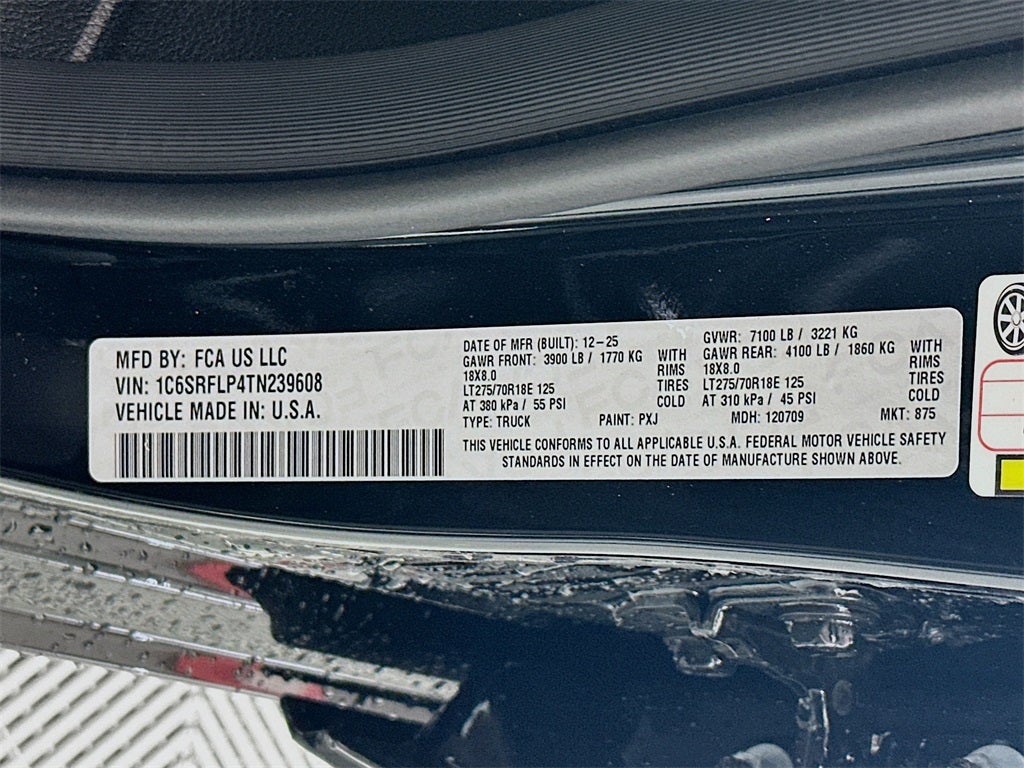 MFD BY: FCA US LLC
VIN: 1C6SRFLP4TN239608
VEHICLE MADE IN: U.S.A.
DATE OF MFR (BUILT): 12-25
GAWR FRONT: 3900 LB / 1770 KG WITH
18X8.0 RIMS
LT275/70R18E 125 TIRES
AT 380 kPa / 55 PSI COLD
TYPE: TRUCK PAINT: PXJ
GVWR: 7100 LB / 3221 KG
GAWR REAR: 4100 LB / 1860 KG WITH
18X8.0 RIMS
LT275/70R18E 125 TIRES
AT 310 kPa / 45 PSI COLD
MDH: 120709 MKT: 875
THIS VEHICLE CONFORMS TO ALL APPLICABLE U.S.A. FEDERAL MOTOR VEHICLE SAFETY
STANDARDS IN EFFECT ON THE DATE OF MANUFACTURE SHOWN ABOVE.